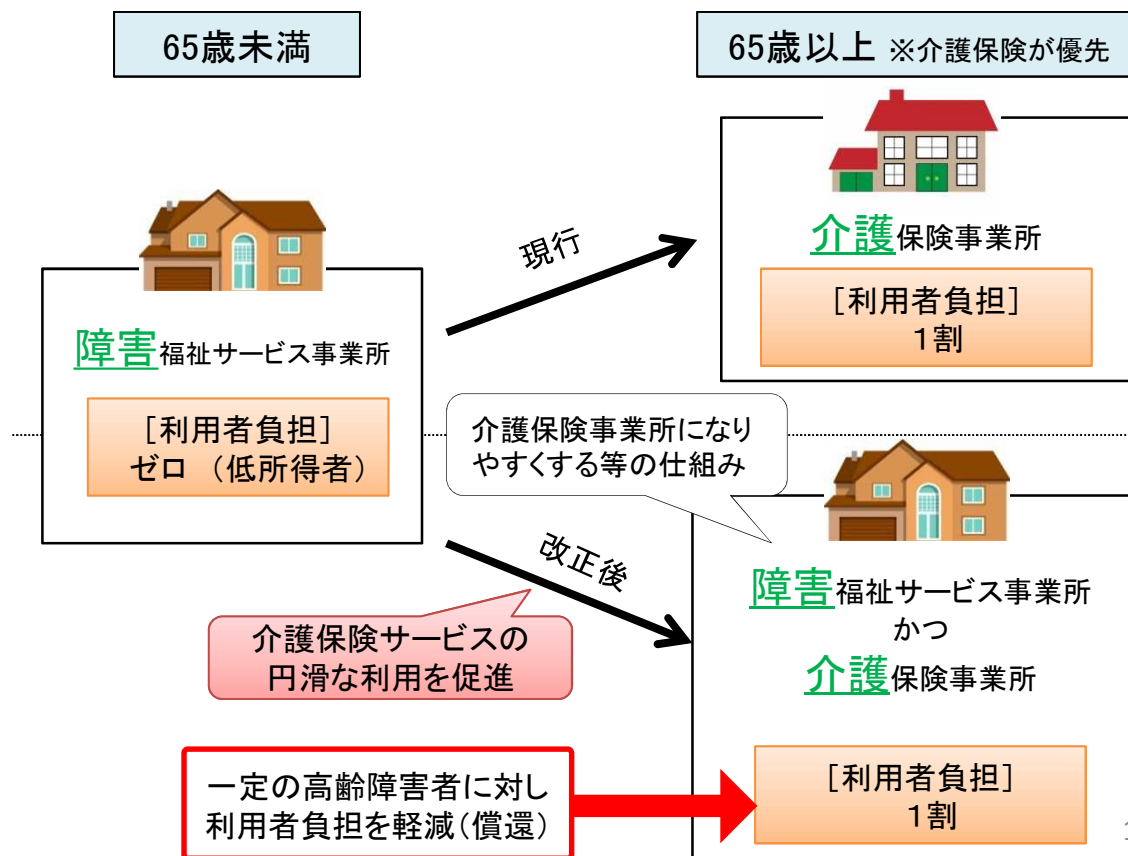 65歳未満
65歳以上 ※介護保険が優先
介護保険事業所
[利用者負担]
1割
現行
障害福祉サービス事業所
[利用者負担]
ゼロ （低所得者）
介護保険事業所になり
やすくする等の仕組み
改正後
介護保険サービスの
円滑な利用を促進
障害福祉サービス事業所
かつ
介護保険事業所
一定の高齢障害者に対し
利用者負担を軽減(償還)
[利用者負担]
1割